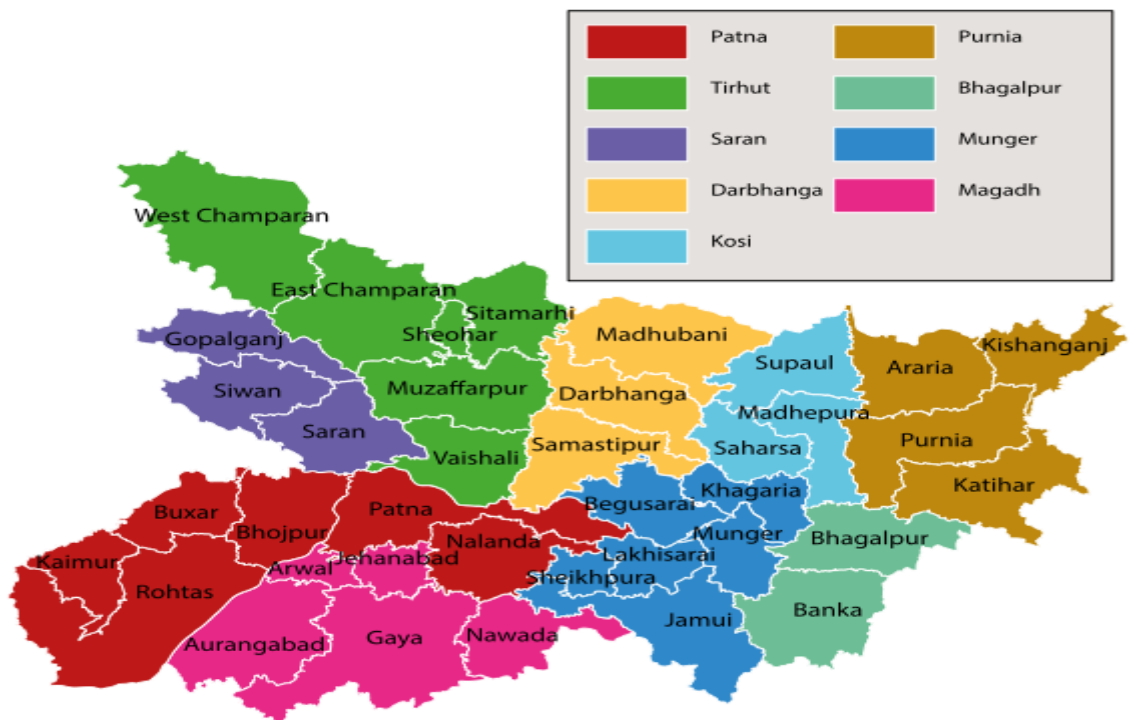 Patna
Purnia
Tirhut
Bhagalpur
Saran
Munger
Darbhanga
Magadh
Kosi
West Champaran
East Champaran
Sitamarhi
Sheohar
Madhubani
Gopalganj
Kishanganj
Supaul
Araria
Siwan
Muzaffarpur
Darbhanga
Madhepura
Saran
Purnia
Samastipur
Saharsa
Vaishali
Katihar
Khagaria
Begusarai
Buxar
Patna
Bhojpur
Munger
Nalanda
Bhagalpur
Kaimur
Jehanabad
Lakhisarai
Arwal
Sheikhpura
Rohtas
Banka
Jamui
Aurangabad
Gaya
Nawada